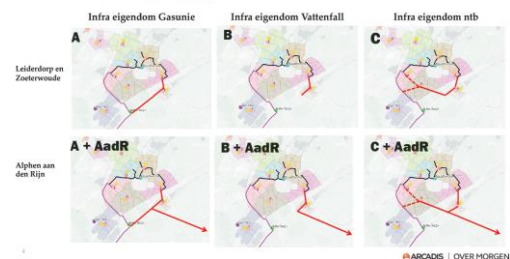 Infra eigendom Gasunie
Infra eigendom Vattenfall
Infra eigendom ntb
Leiderdorp en
Zoeterwoude
A
B
C
Alphen aan
den Rijn
A + AadR
B + AadR
C + AadR
ARCADIS | OVER MORGEN